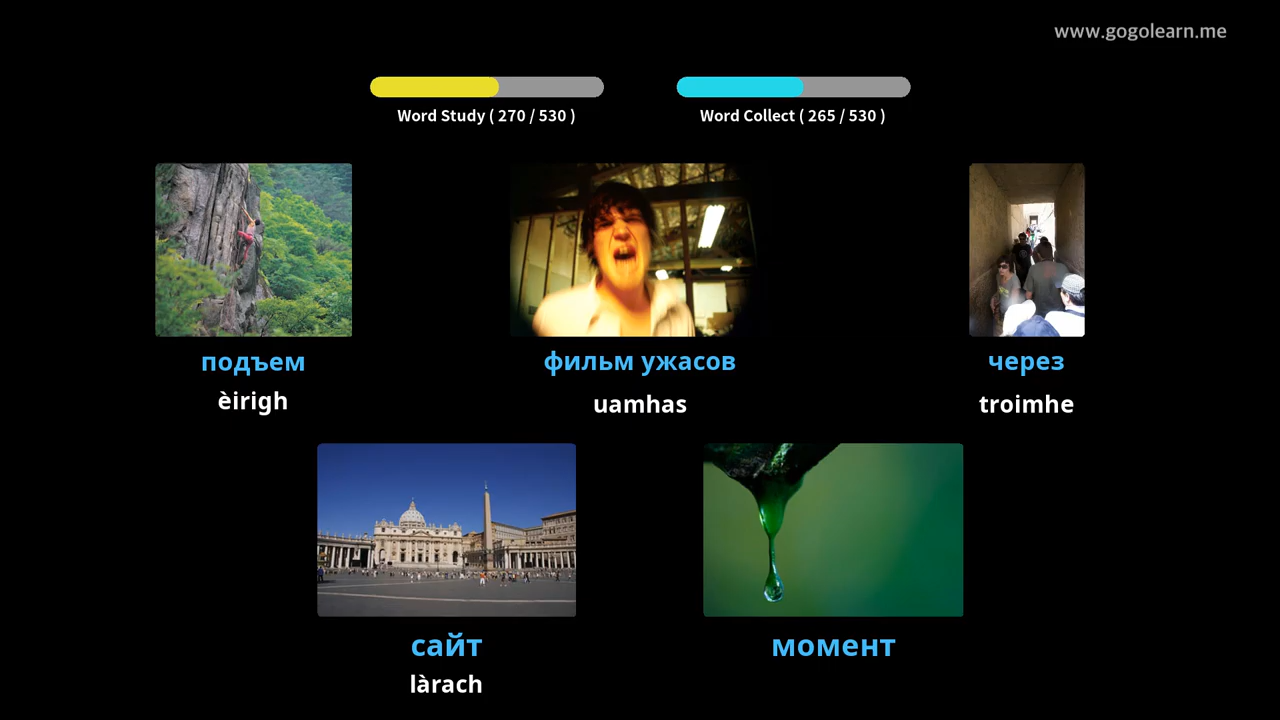 www.gogolearn.me
Word Study ( 270 / 530 )
Word Collect ( 265 / 530 )
подъем
èirigh
фильм ужасов
uamhas
через
troimhe
сайт
làrach
момент